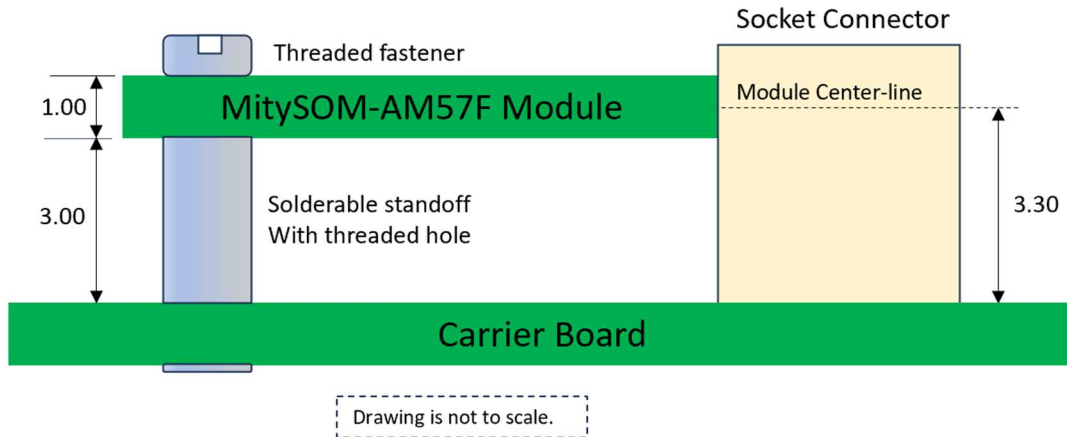 Socket Connector
Threaded fastener
Module Center-line
1.00
MitySOM-AM57F Module
3.00
Solderable standoff
With threaded hole
3.30
Carrier Board
Drawing is not to scale.